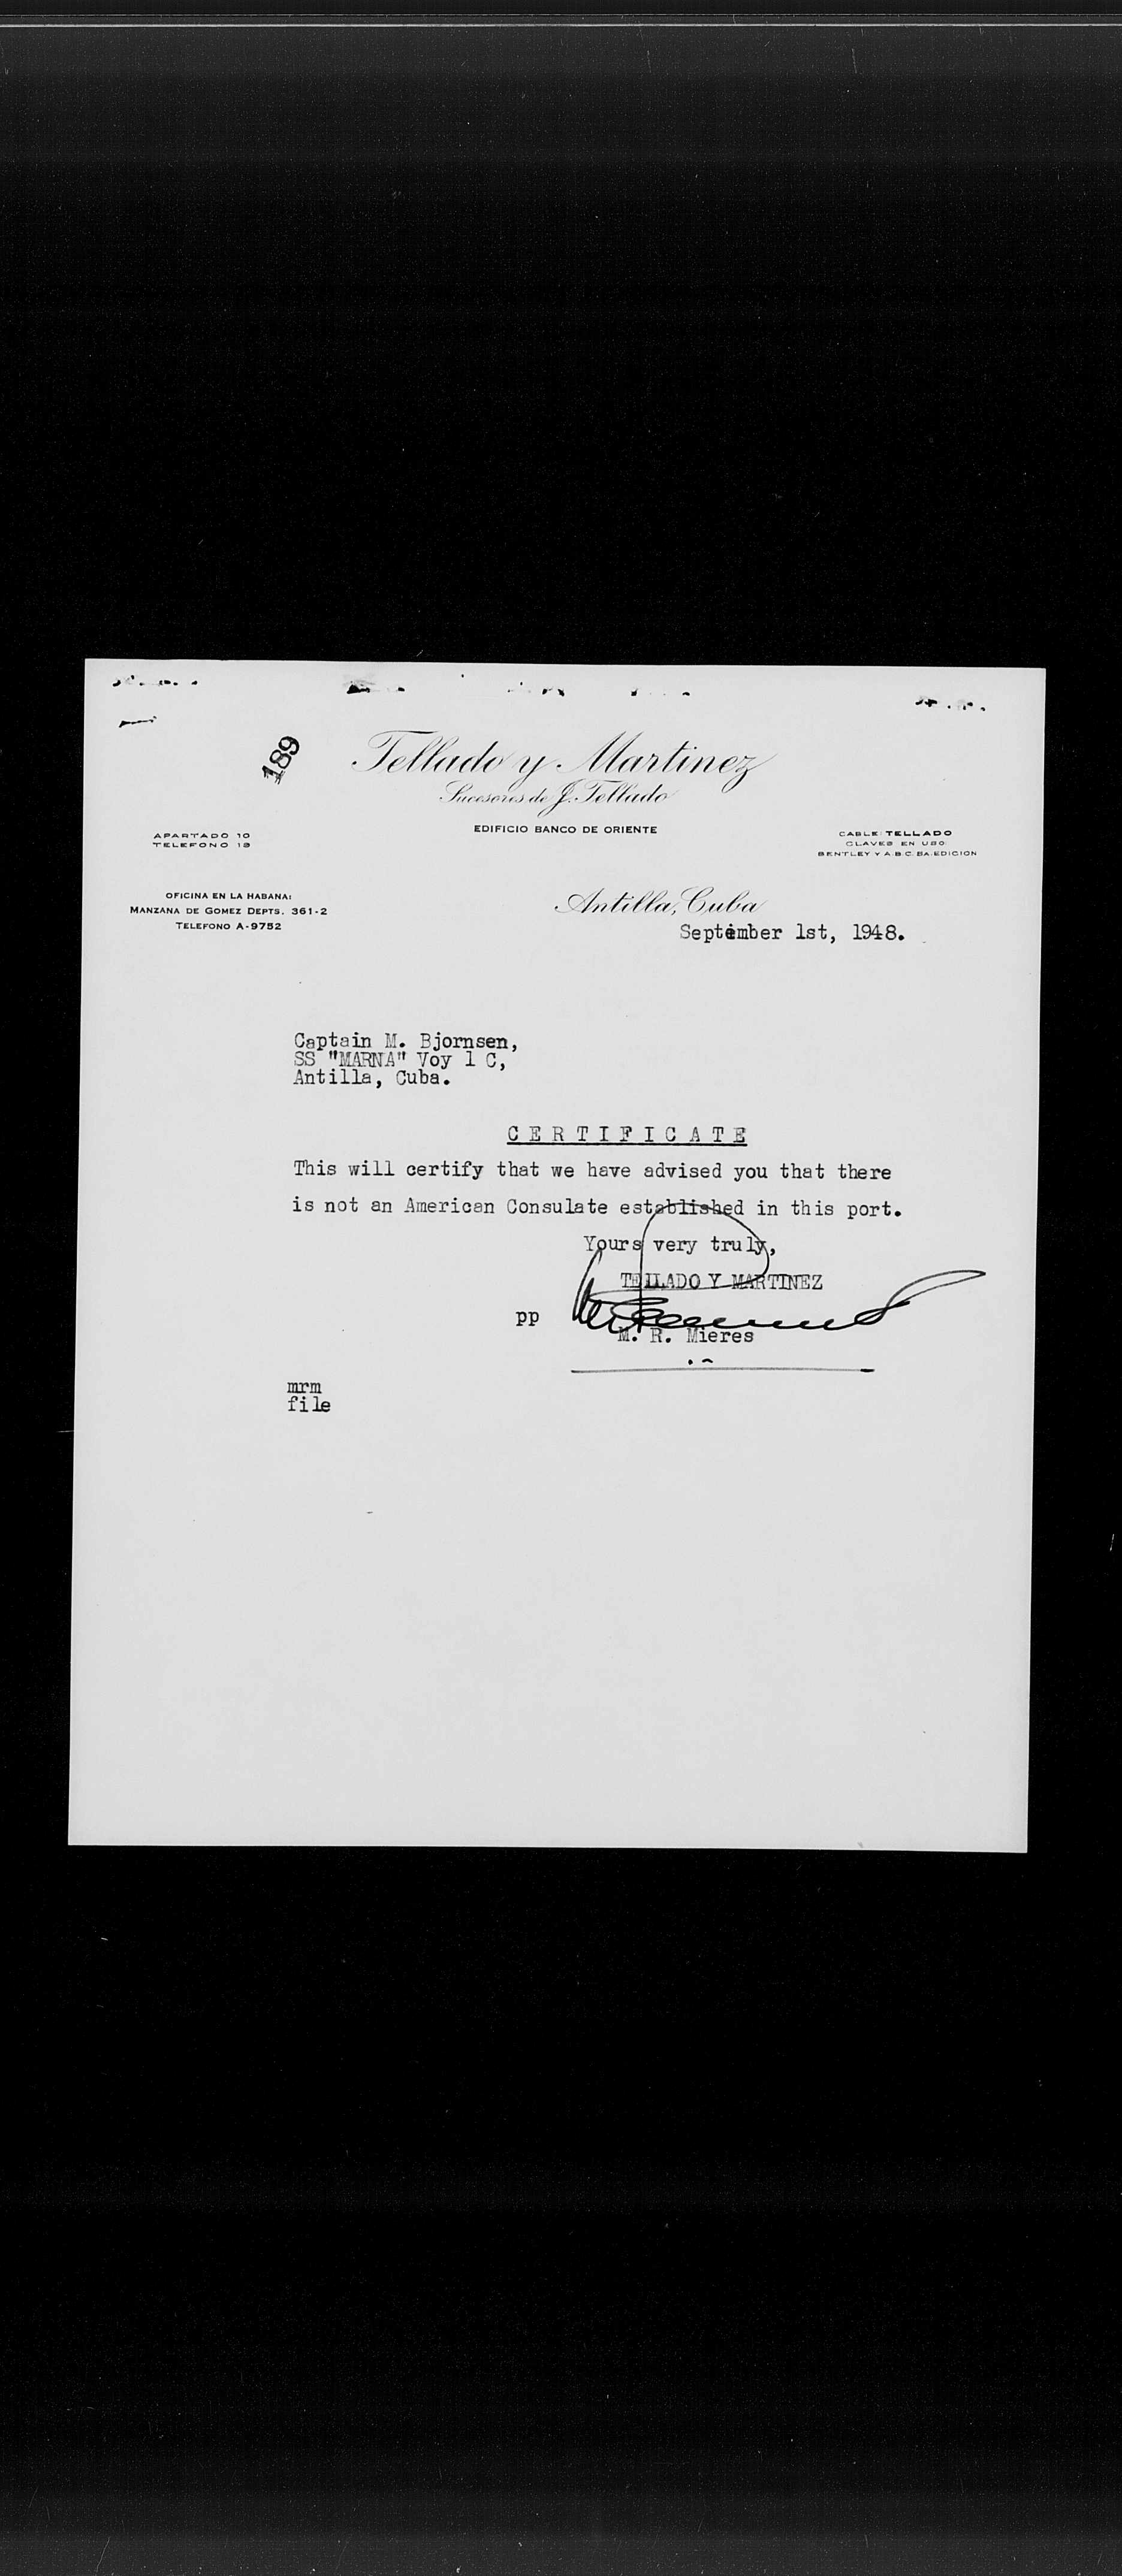 189
Tellado y Martinez
Sucesores de J. Tellado
EDIFICIO BANCO DE ORIENTE
APARTADO 10
TELEFONO 18
CABLE: TELLADO
CLAVES EN USO
BENTLEY Y A.B.C. 5A. EDICION
OFICINA EN LA HABANA:
MANZANA DE GOMEZ DEPTS. 361-2
TELEFONO A-9752
Antilla, Cuba
September 1st, 1948.
Captain M. Bjornsen,
SS "MARNA" Voy 1 C,
Antilla, Cuba.
C E R T I F I C A T E
This will certify that we have advised you that there
is not an American Consulate established in this port.
Yours very truly,
TELLADO Y MARTINEZ
pp
M. R. Mieres
mrm
file